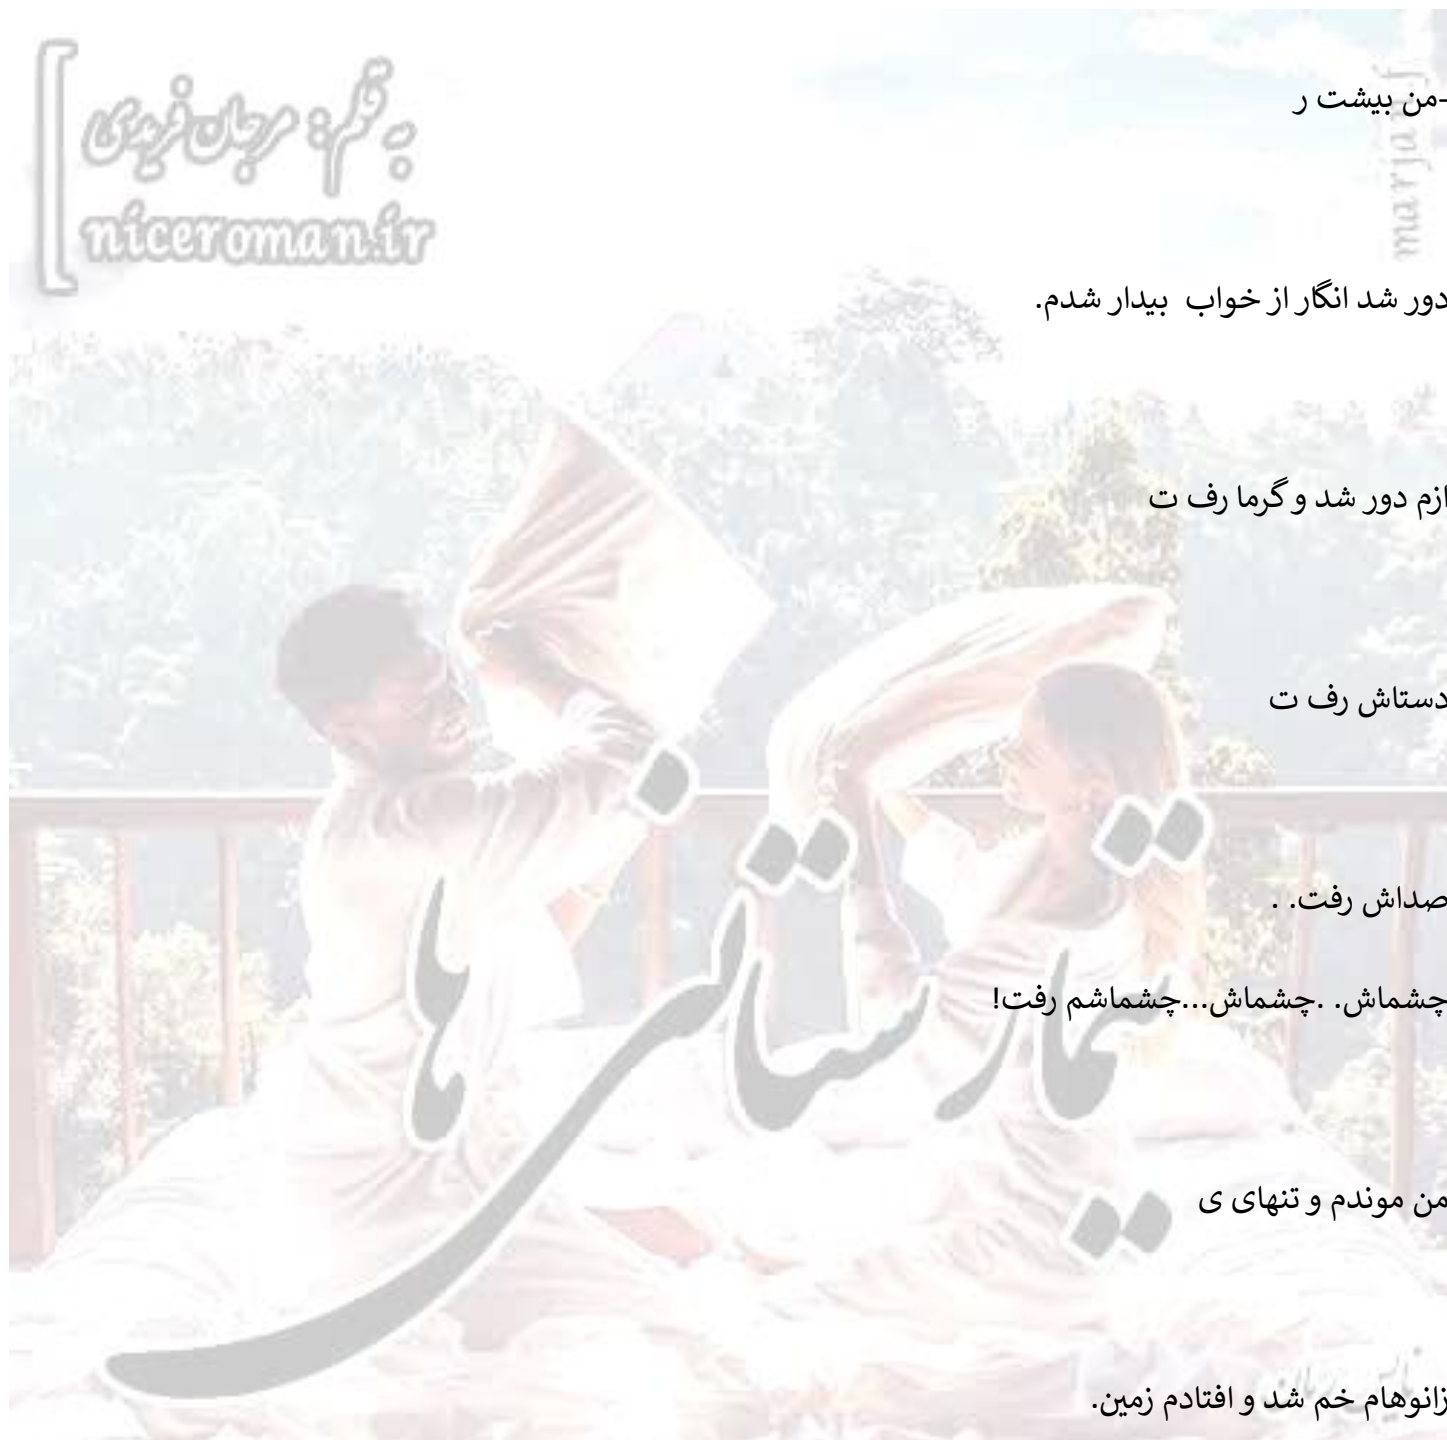 به قلم: مرجان فریدی
niceroman.ir
marjan.f
-من بیشت ر
دور شد انگار از خواب  بیدار شدم.
ازم دور شد و گرما رف ت
دستاش رف ت
صداش رفت. .
چشماش. .چشماش...چشماشم رفت!
تیمارستانی ها
من موندم و تنهای ی
زانوهام خم شد و افتادم زمین.